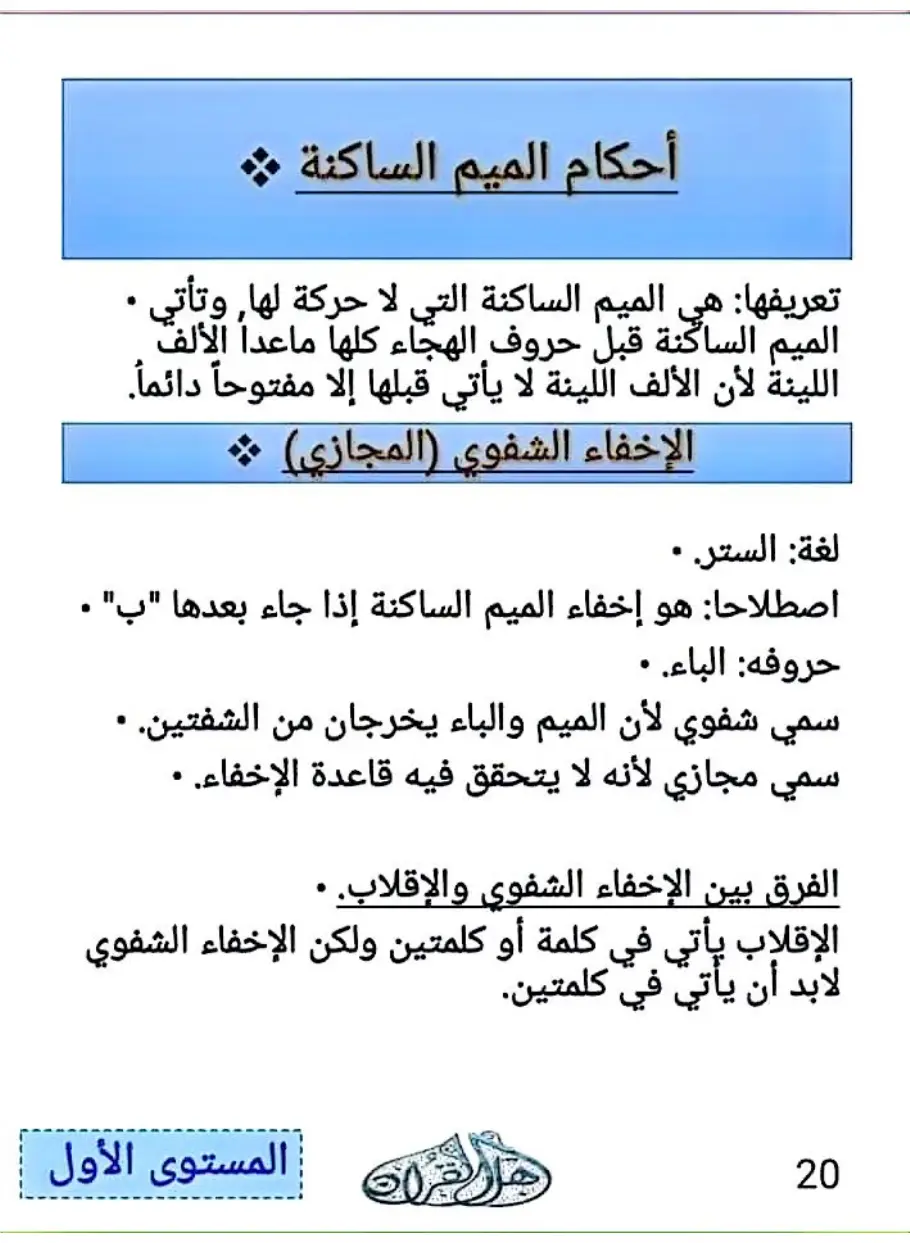 ❖ أحكام الميم الساكنة
تعريفها: هي الميم الساكنة التي لا حركة لها, وتأتي •
الميم الساكنة قبل حروف الهجاء كلها ماعداً الألف
اللينة لأن الألف اللينة لا يأتي قبلها إلا مفتوحاً دائماً.
❖ الإخفاء الشفوي (المجازي)
لغة: الستر. •
اصطلاحا: هو إخفاء الميم الساكنة إذا جاء بعدها "ب" •
حروفه: الباء. •
سمي شفوي لأن الميم والباء يخرجان من الشفتين. •
سمي مجازي لأنه لا يتحقق فيه قاعدة الإخفاء. •
الفرق بين الإخفاء الشفوي والإقلاب. •
الإقلاب يأتي في كلمة أو كلمتين ولكن الإخفاء الشفوي
لابد أن يأتي في كلمتين.
20
أهل القرآن
المستوى الأول